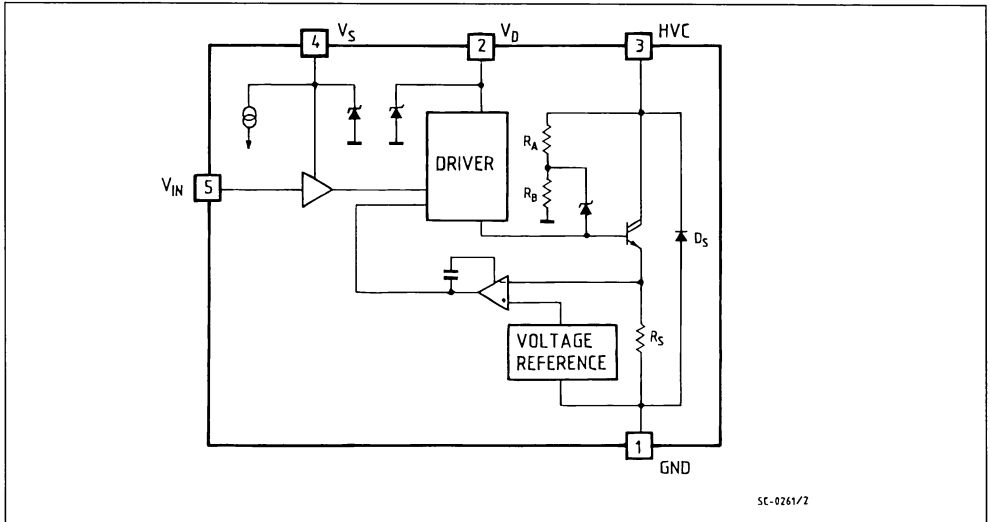 4 V_S
2 V_D
3 HVC
V_IN 5
DRIVER
R_A
R_B
D_S
VOLTAGE
REFERENCE
R_S
1
GND
SC-0261/2